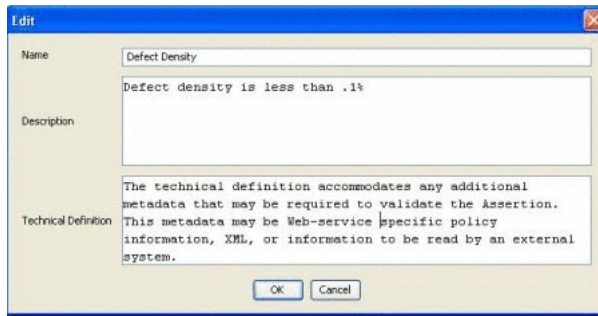 Edit
Name
Defect Density
Description
Defect density is less than .1%
Technical Definition
The technical definition accommodates any additional
metadata that may be required to validate the Assertion.
This metadata may be Web-service specific policy
information, XML, or information to be read by an external
system.
OK
Cancel